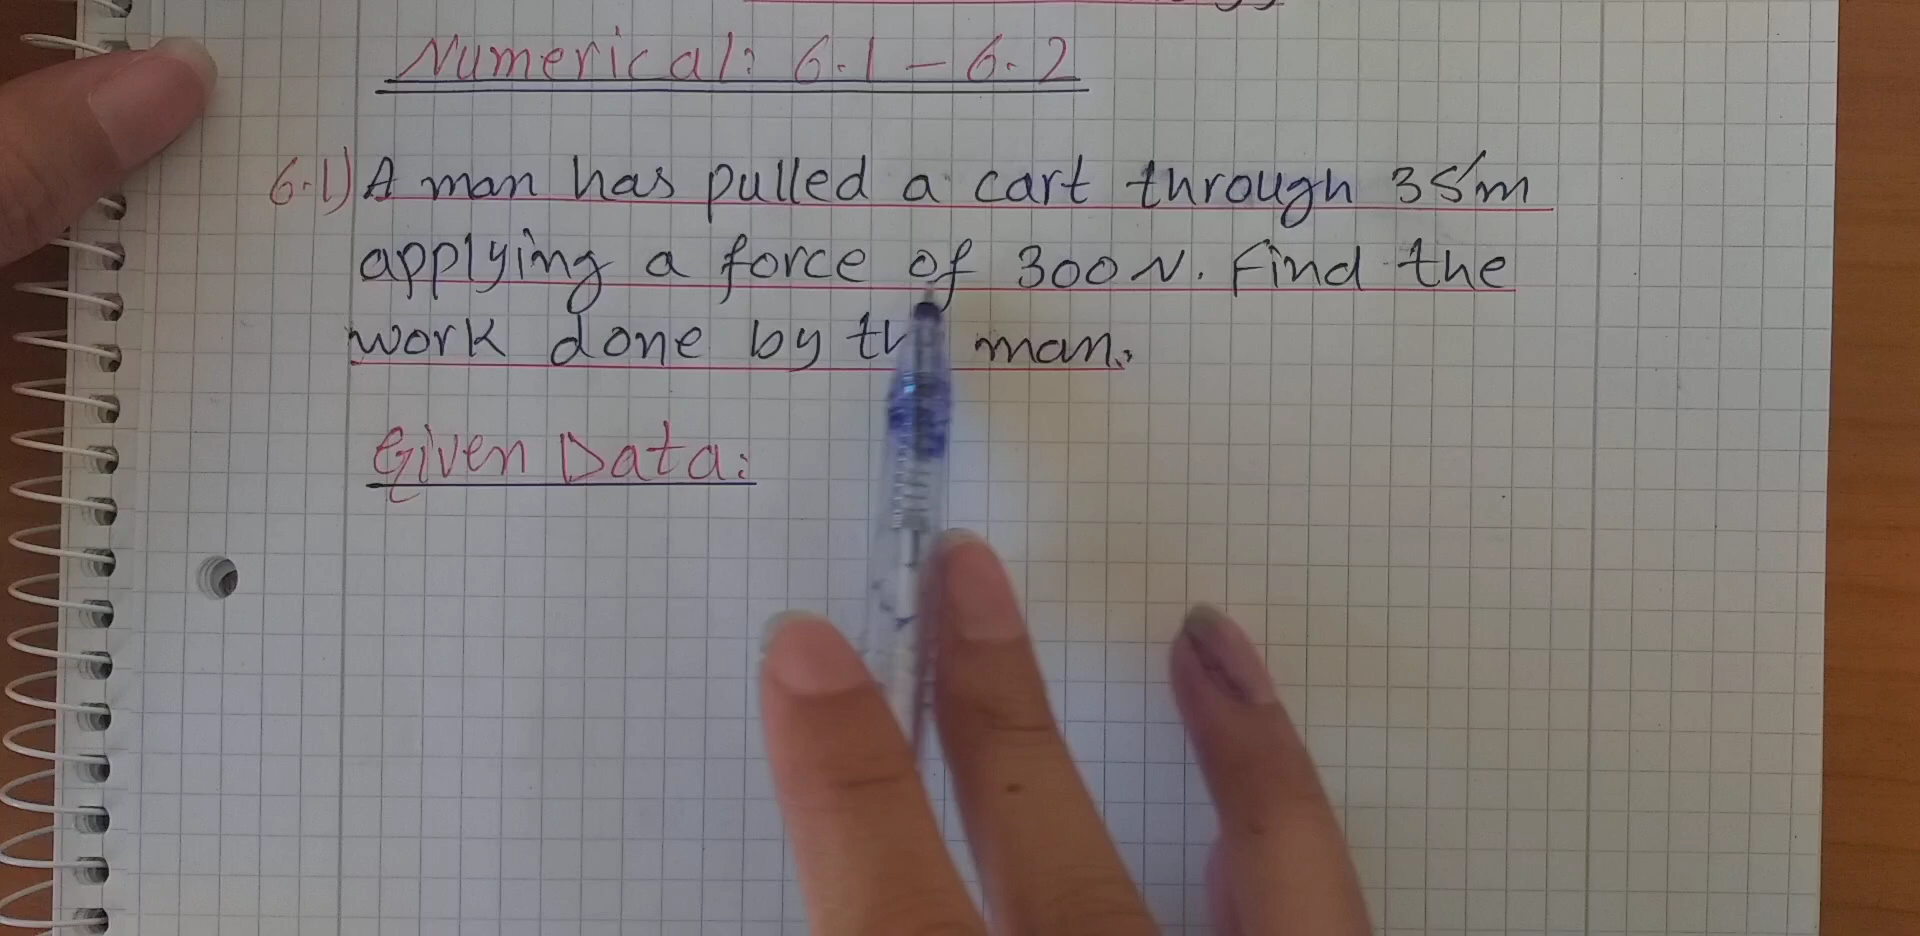 Numerical: 6.1 - 6.2
6.1) A man has pulled a cart through 35m
applying a force of 300N. Find the
work done by man.
Given Data: